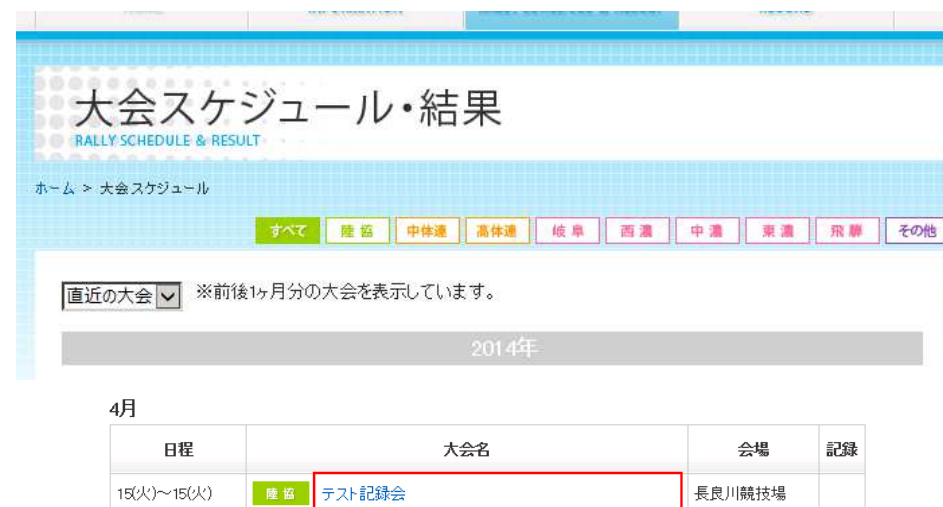 大会スケジュール・結果
RALLY SCHEDULE & RESULT
ホーム > 大会スケジュール
すべて 陸協 中体連 高体連 岐阜 西濃 中濃 東濃 飛騨 その他
直近の大会 ※前後1ヶ月分の大会を表示しています。
2014年
4月
日程 大会名 会場 記録
15(火)～15(火) 陸協 テスト記録会 長良川競技場